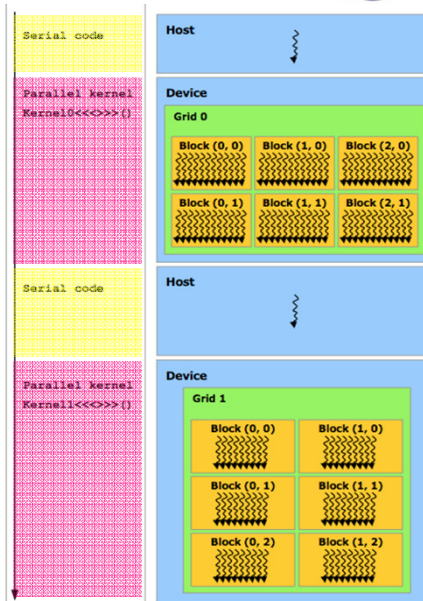 Serial code
Host
Parallel kernel
Kernel0<<<>>>()
Device
Grid 0
Block (0, 0) Block (1, 0) Block (2, 0)
Block (0, 1) Block (1, 1) Block (2, 1)
Serial code
Host
Parallel kernel
Kernel1<<<>>>()
Device
Grid 1
Block (0, 0) Block (1, 0)
Block (0, 1) Block (1, 1)
Block (0, 2) Block (1, 2)